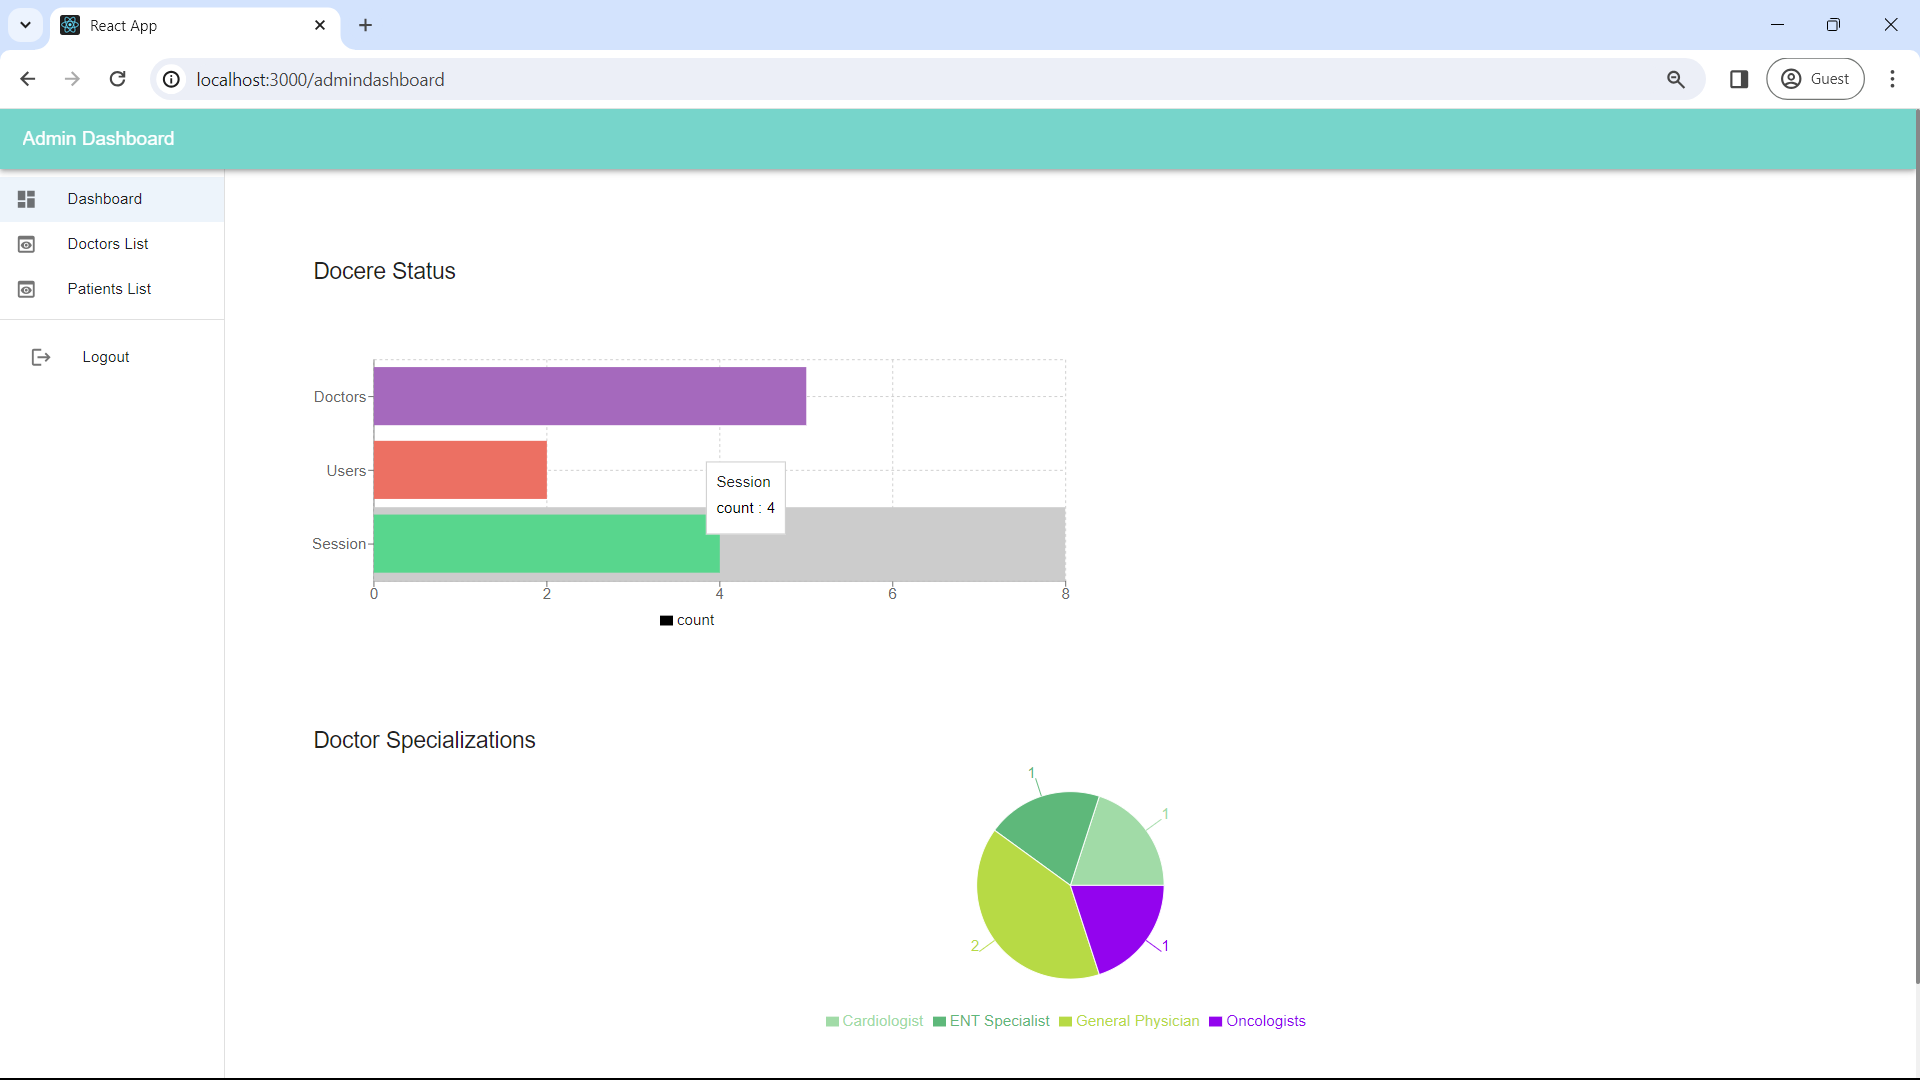 React App
localhost:3000/admindashboard
Guest
Admin Dashboard
Dashboard
Doctors List
Patients List
Logout
Docere Status
Doctors
Users
Session
Session
count : 4
0 2 4 6 8
count
Doctor Specializations
1
1
2
1
Cardiologist ENT Specialist General Physician Oncologists